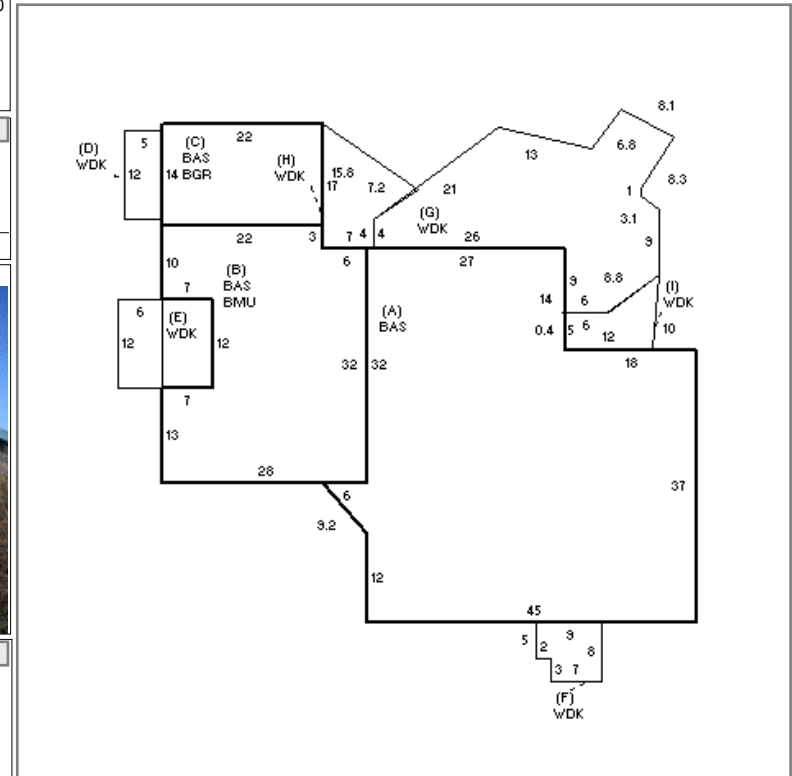 8.1
22
5
(C)
BAS
14 BGR
(D)
WDK
12
(H)
WDK
13
6.8
15.8
17
7.2
21
8.3
1
(G)
WDK
3.1
9
22
3
7
4
4
26
10
(B)
BAS
BMU
6
27
7
9
8.8
6
14
(I)
WDK
6
(E)
WDK
12
12
(A)
BAS
0.4
5
6
12
10
32
32
18
7
13
28
6
37
9.2
12
45
5
2
9
8
3
7
(F)
WDK